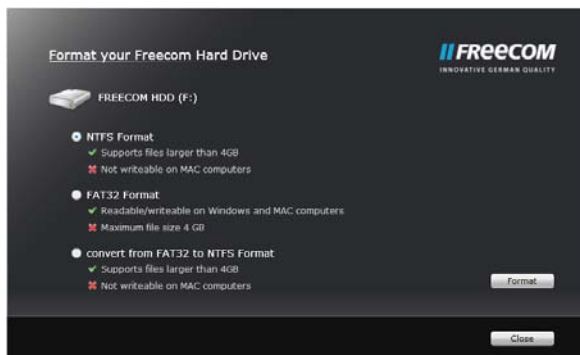 Format your Freecom Hard Drive
FREECOM
INNOVATIVE GERMAN QUALITY
FREECOM HDD (F:)
NTFS Format
Supports files larger than 4GB
Not writeable on MAC computers
FAT32 Format
Readable/writeable on Windows and MAC computers
Maximum file size 4 GB
convert from FAT32 to NTFS Format
Supports files larger than 4GB
Not writeable on MAC computers
Format
Close